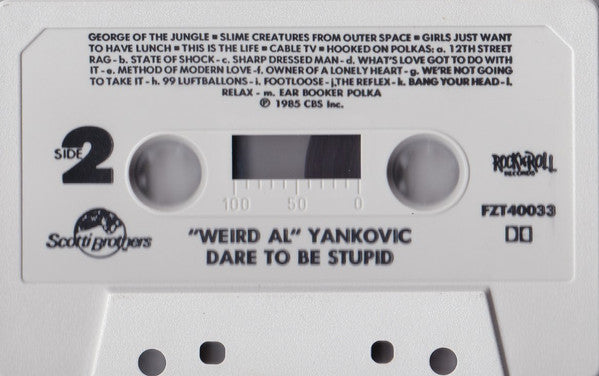 GEORGE OF THE JUNGLE ▪ SLIME CREATURES FROM OUTER SPACE ▪ GIRLS JUST WANT
TO HAVE LUNCH ▪ THIS IS THE LIFE ▪ CABLE TV ▪ HOOKED ON POLKAS: a. 12TH STREET
RAG - b. STATE OF SHOCK - c. SHARP DRESSED MAN - d. WHAT'S LOVE GOT TO DO WITH
IT - e. METHOD OF MODERN LOVE - f. OWNER OF A LONELY HEART - g. WE'RE NOT GOING
TO TAKE IT - h. 99 LUFTBALLONS - i. FOOTLOOSE - j. THE REFLEX - k. BANG YOUR HEAD - l.
RELAX - m. EAR BOOKER POLKA
℗ 1985 CBS Inc.
SIDE 2
ROCK'N'ROLL
RECORDS
100 50 0
FZT40033
Scotti Brothers
"WEIRD AL" YANKOVIC
DARE TO BE STUPID